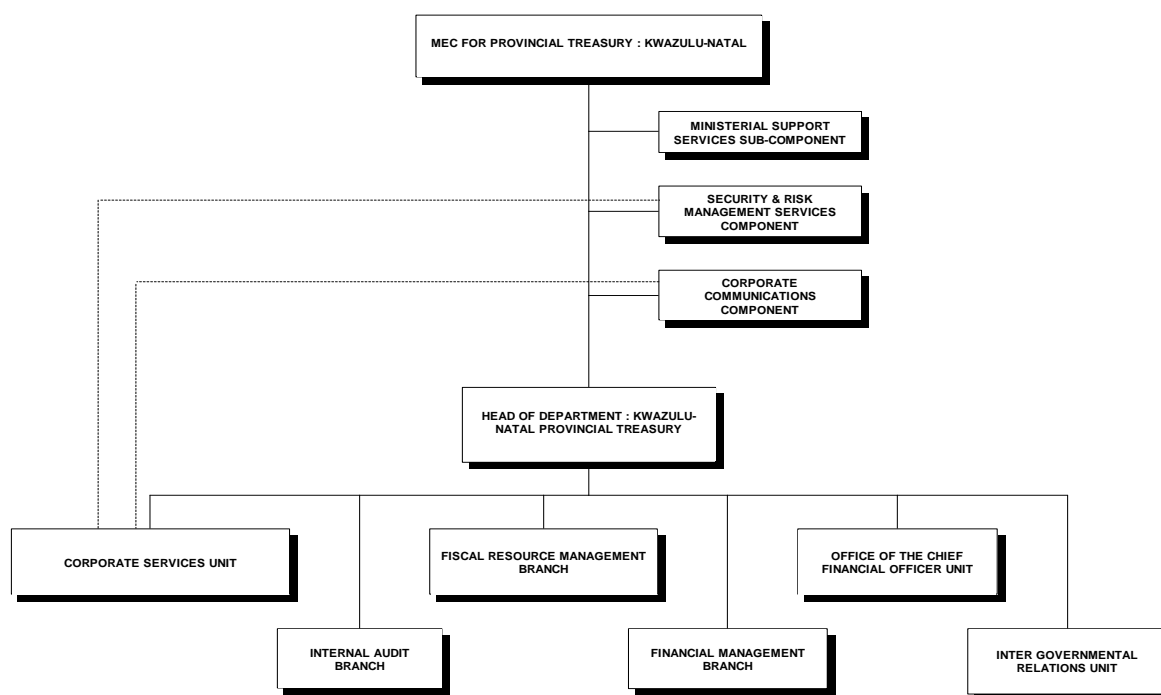 MEC FOR PROVINCIAL TREASURY : KWAZULU-NATAL
MINISTERIAL SUPPORT
SERVICES SUB-COMPONENT
SECURITY & RISK
MANAGEMENT SERVICES
COMPONENT
CORPORATE
COMMUNICATIONS
COMPONENT
HEAD OF DEPARTMENT : KWAZULU-
NATAL PROVINCIAL TREASURY
CORPORATE SERVICES UNIT
FISCAL RESOURCE MANAGEMENT
BRANCH
OFFICE OF THE CHIEF
FINANCIAL OFFICER UNIT
INTERNAL AUDIT
BRANCH
FINANCIAL MANAGEMENT
BRANCH
INTER GOVERNMENTAL
RELATIONS UNIT